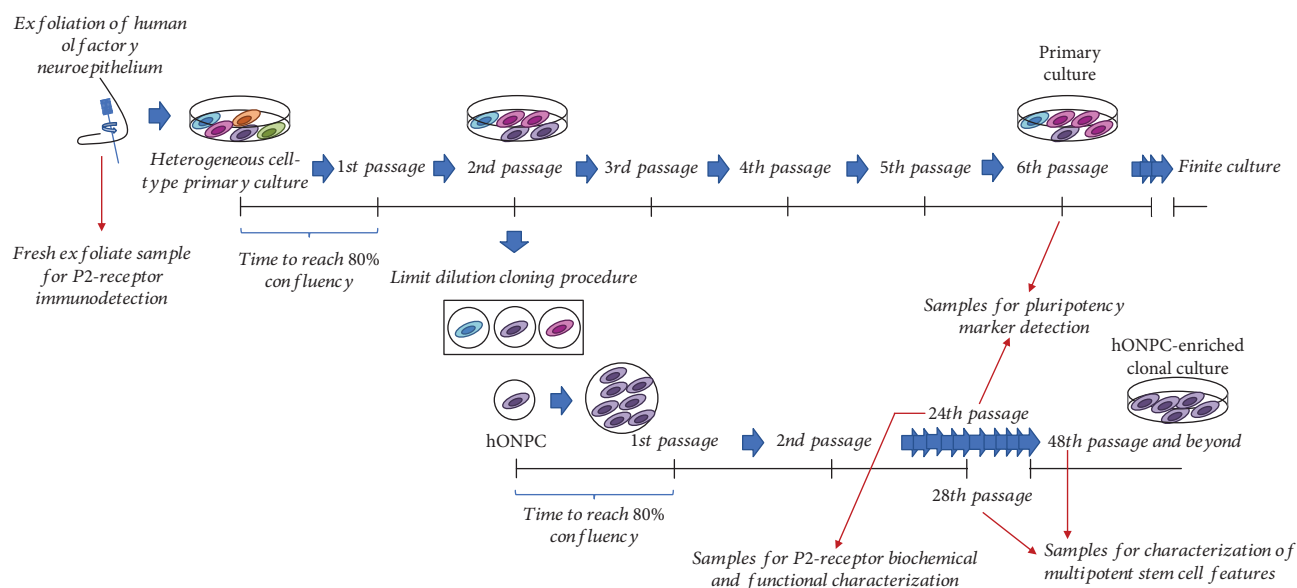 Exfoliation of human
olfactory
neuroepithelium
Primary
culture
Heterogeneous cell-
type primary culture
1st passage
2nd passage
3rd passage
4th passage
5th passage
6th passage
Finite culture
Fresh exfoliate sample
for P2-receptor
immunodetection
Time to reach 80%
confluency
Limit dilution cloning procedure
Samples for pluripotency
marker detection
hONPC-enriched
clonal culture
hONPC
1st passage
2nd passage
24th passage
48th passage and beyond
28th passage
Time to reach 80%
confluency
Samples for P2-receptor biochemical
and functional characterization
Samples for characterization of
multipotent stem cell features